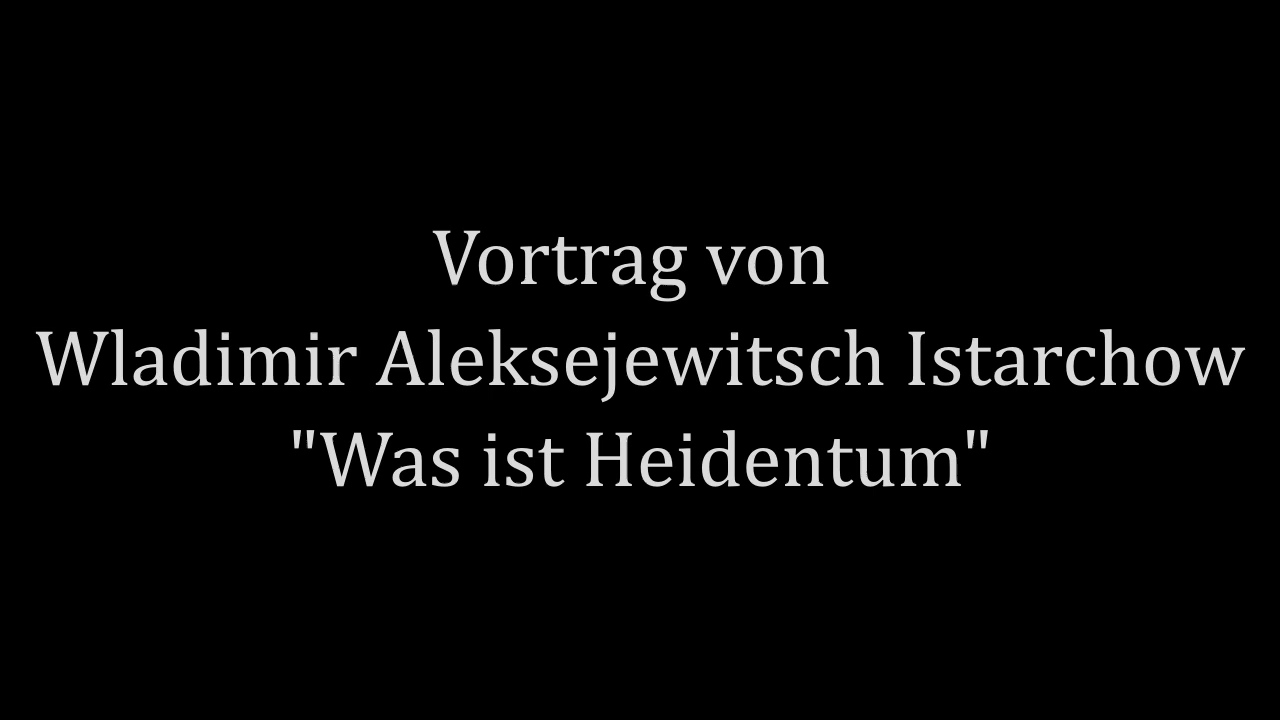 Vortrag von
Wladimir Aleksejewitsch Istarchow
"Was ist Heidentum"